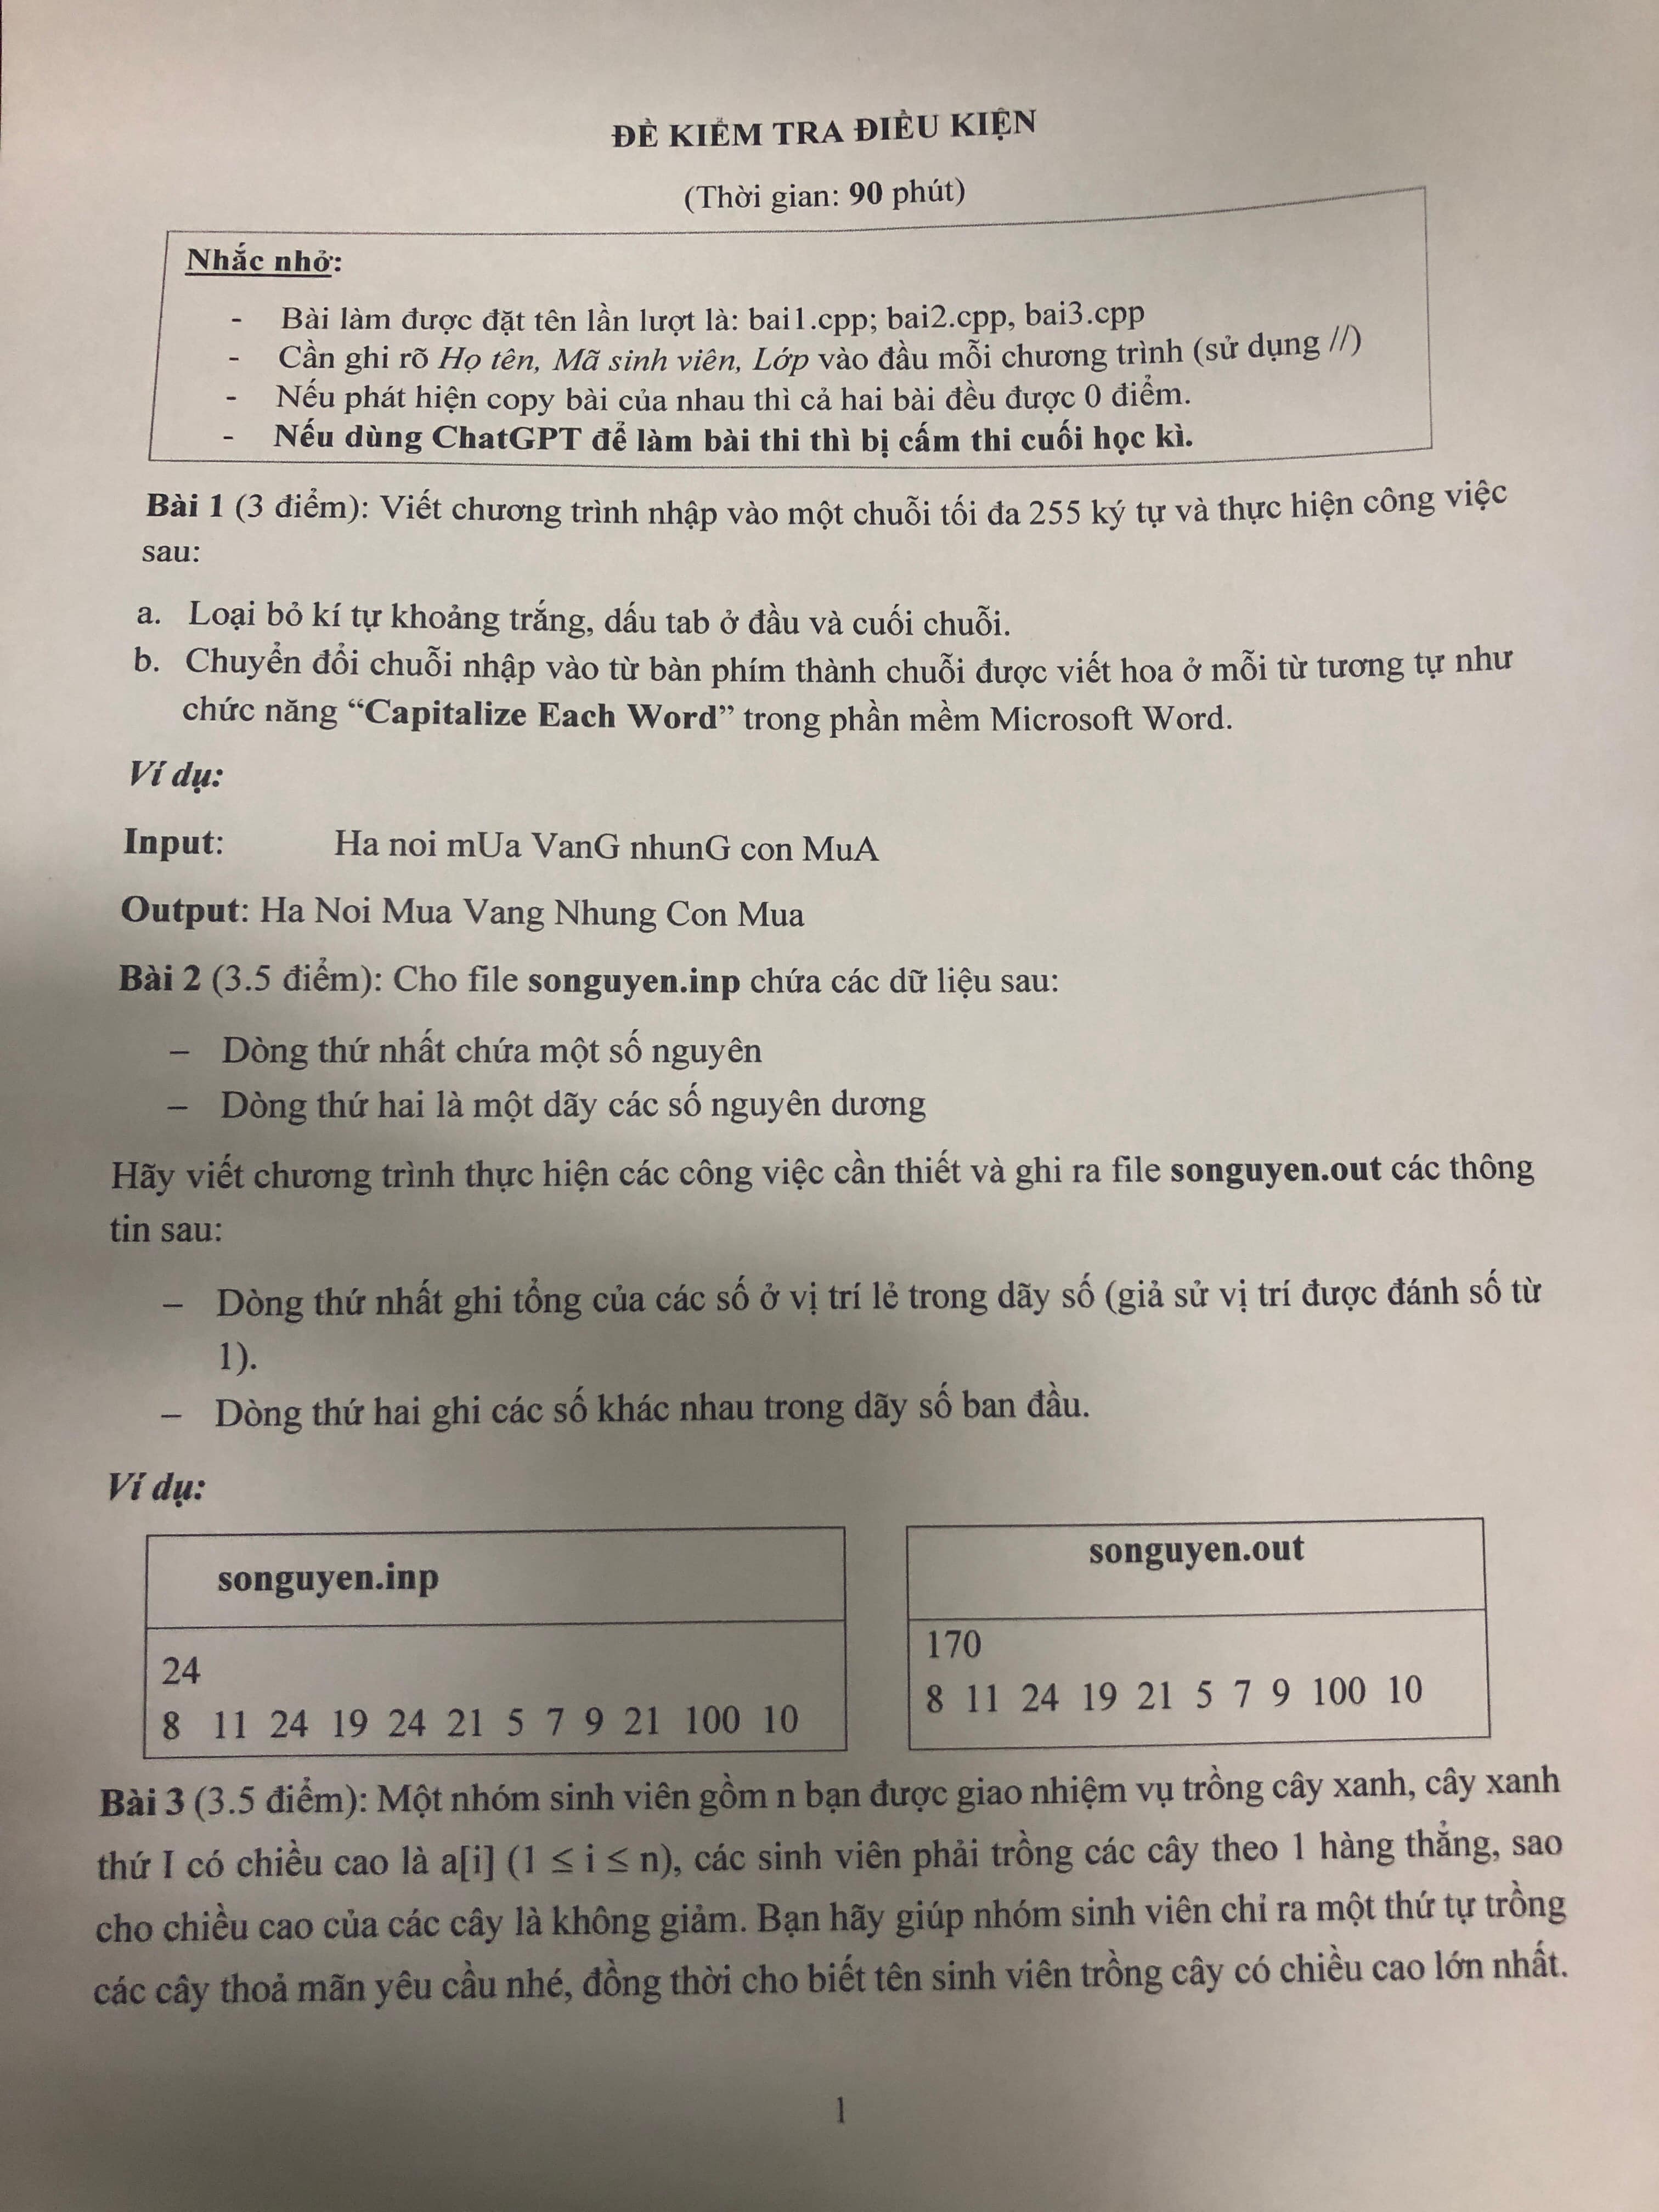 ĐỀ KIỂM TRA ĐIỀU KIỆN
(Thời gian: 90 phút)
Nhắc nhở:
- Bài làm được đặt tên lần lượt là: bai1.cpp; bai2.cpp, bai3.cpp
- Cần ghi rõ Họ tên, Mã sinh viên, Lớp vào đầu mỗi chương trình (sử dụng //)
- Nếu phát hiện copy bài của nhau thì cả hai bài đều được 0 điểm.
- Nếu dùng ChatGPT để làm bài thi thì bị cấm thi cuối học kì.
Bài 1 (3 điểm): Viết chương trình nhập vào một chuỗi tối đa 255 ký tự và thực hiện công việc
sau:
a. Loại bỏ kí tự khoảng trắng, dấu tab ở đầu và cuối chuỗi.
b. Chuyển đổi chuỗi nhập vào từ bàn phím thành chuỗi được viết hoa ở mỗi từ tương tự như
chức năng “Capitalize Each Word” trong phần mềm Microsoft Word.
Ví dụ:
Input: Ha noi mUa VanG nhunG con MuA
Output: Ha Noi Mua Vang Nhung Con Mua
Bài 2 (3.5 điểm): Cho file songuyen.inp chứa các dữ liệu sau:
– Dòng thứ nhất chứa một số nguyên
– Dòng thứ hai là một dãy các số nguyên dương
Hãy viết chương trình thực hiện các công việc cần thiết và ghi ra file songuyen.out các thông
tin sau:
– Dòng thứ nhất ghi tổng của các số ở vị trí lẻ trong dãy số (giả sử vị trí được đánh số từ
1).
– Dòng thứ hai ghi các số khác nhau trong dãy số ban đầu.
Ví dụ:
songuyen.inp
24
8 11 24 19 24 21 5 7 9 21 100 10
songuyen.out
170
8 11 24 19 21 5 7 9 100 10
Bài 3 (3.5 điểm): Một nhóm sinh viên gồm n bạn được giao nhiệm vụ trồng cây xanh, cây xanh
thứ I có chiều cao là a[i] (1 ≤ i ≤ n), các sinh viên phải trồng các cây theo 1 hàng thẳng, sao
cho chiều cao của các cây là không giảm. Bạn hãy giúp nhóm sinh viên chỉ ra một thứ tự trồng
các cây thoả mãn yêu cầu nhé, đồng thời cho biết tên sinh viên trồng cây có chiều cao lớn nhất.
1